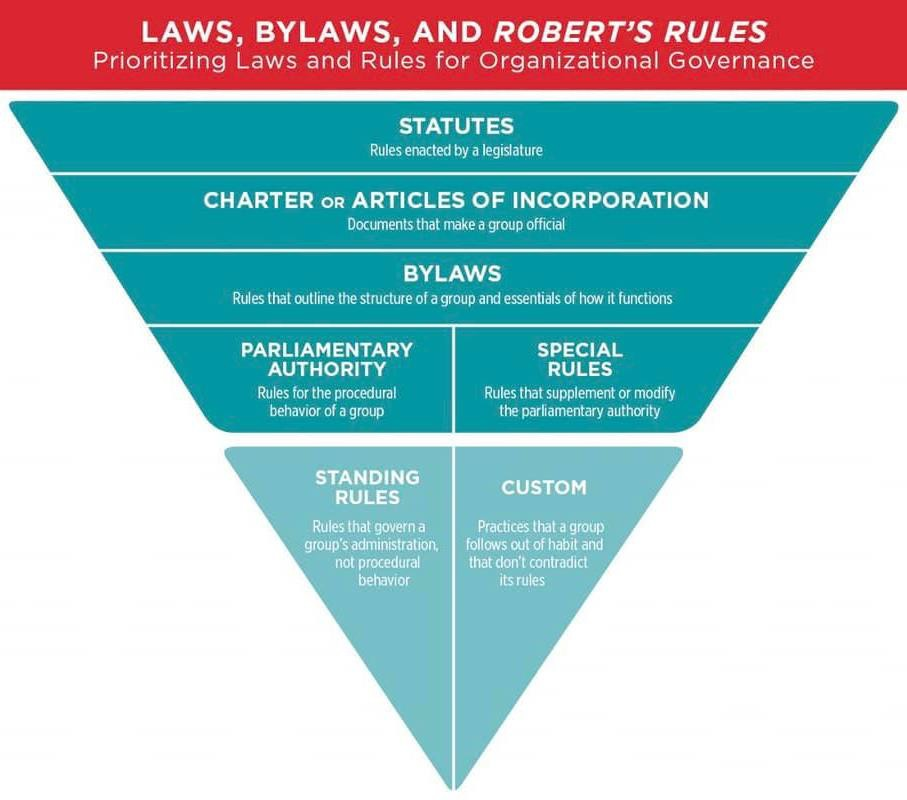 LAWS, BYLAWS, AND ROBERT'S RULES
Prioritizing Laws and Rules for Organizational Governance
STATUTES
Rules enacted by a legislature
CHARTER OR ARTICLES OF INCORPORATION
Documents that make a group official
BYLAWS
Rules that outline the structure of a group and essentials of how it functions
PARLIAMENTARY
AUTHORITY
Rules for the procedural
behavior of a group
SPECIAL
RULES
Rules that supplement or modify
the parliamentary authority
STANDING
RULES
Rules that govern a
group's administration,
not procedural
behavior
CUSTOM
Practices that a group
follows out of habit and
that don't contradict
its rules